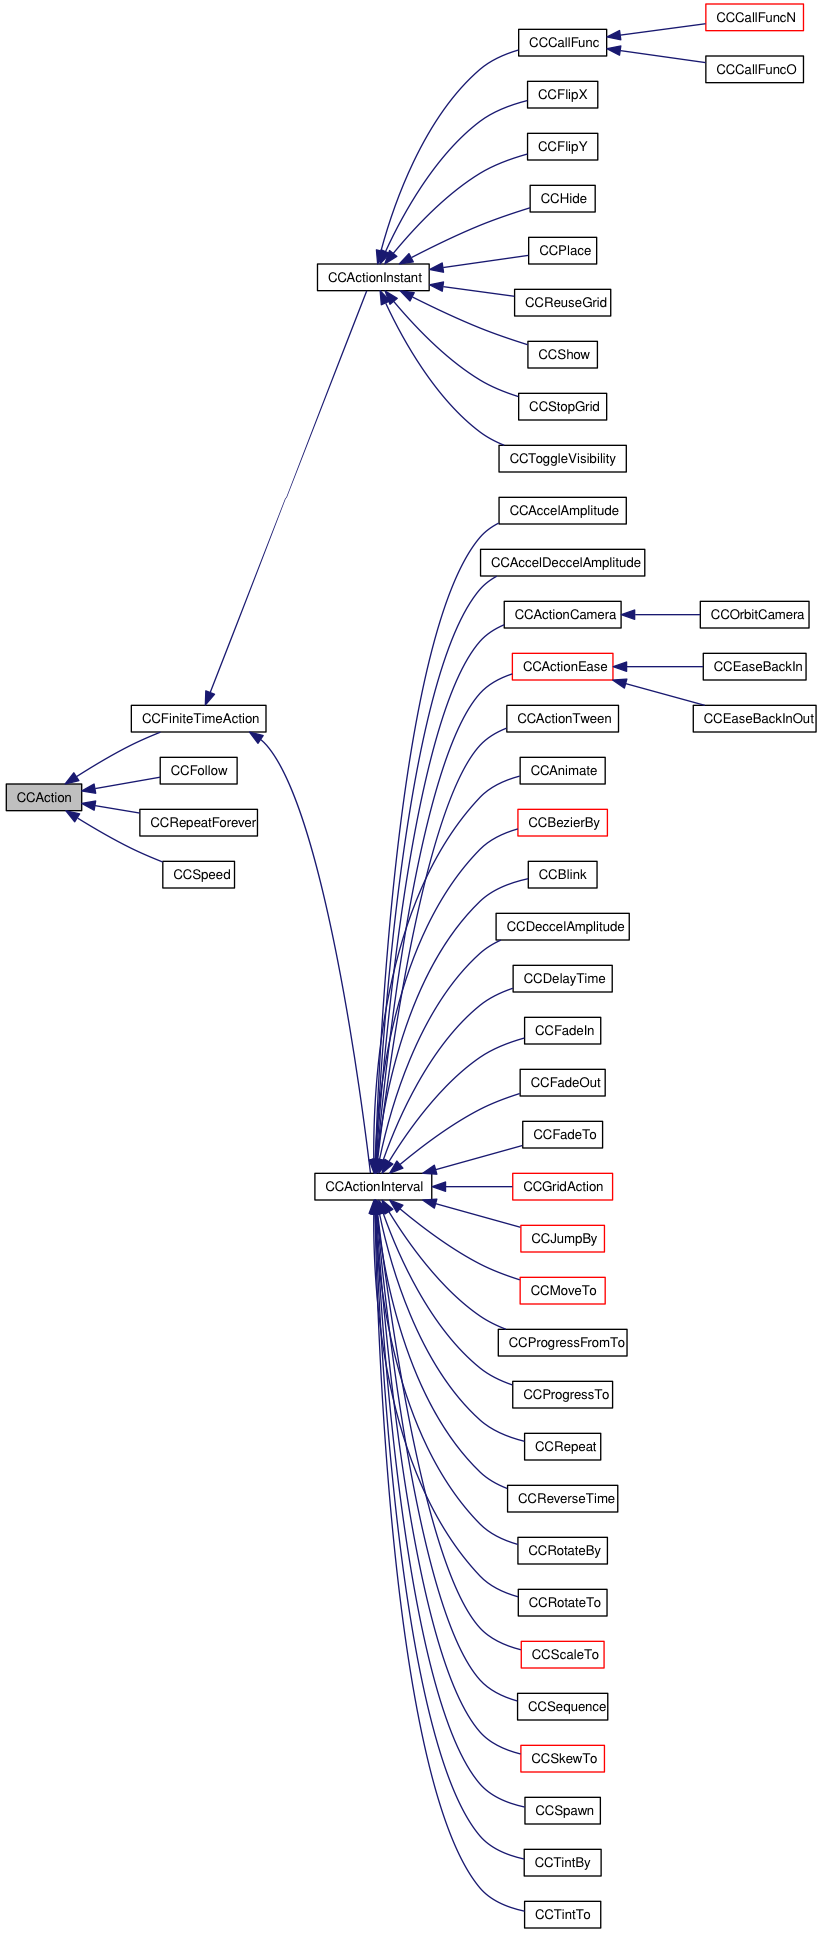 CCCallFuncN
CCCallFunc
CCCallFuncO
CCFlipX
CCFlipY
CCHide
CCPlace
CCActionInstant
CCReuseGrid
CCShow
CCStopGrid
CCToggleVisibility
CCAccelAmplitude
CCAccelDeccelAmplitude
CCActionCamera
CCOrbitCamera
CCActionEase
CCEaseBackIn
CCFiniteTimeAction
CCActionTween
CCEaseBackInOut
CCFollow
CCAnimate
CCAction
CCRepeatForever
CCBezierBy
CCSpeed
CCBlink
CCDeccelAmplitude
CCDelayTime
CCFadeIn
CCFadeOut
CCFadeTo
CCActionInterval
CCGridAction
CCJumpBy
CCMoveTo
CCProgressFromTo
CCProgressTo
CCRepeat
CCReverseTime
CCRotateBy
CCRotateTo
CCScaleTo
CCSequence
CCSkewTo
CCSpawn
CCTintBy
CCTintTo